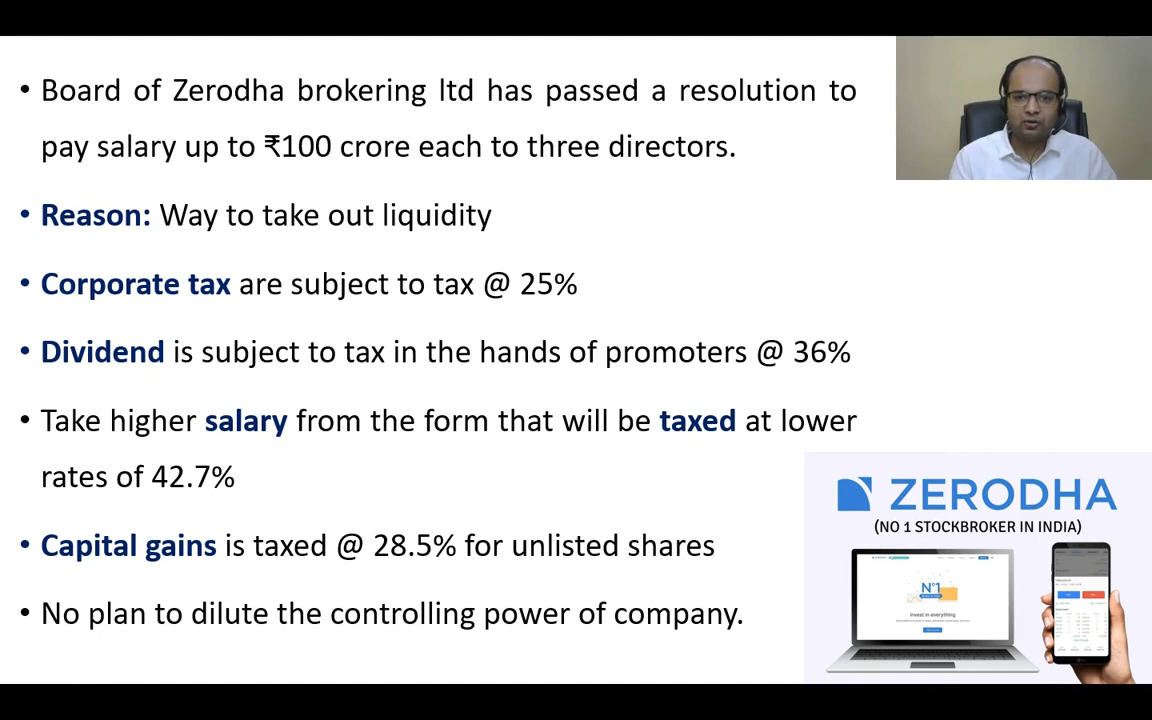 • Board of Zerodha brokering ltd has passed a resolution to
pay salary up to ₹100 crore each to three directors.
• Reason: Way to take out liquidity
• Corporate tax are subject to tax @ 25%
• Dividend is subject to tax in the hands of promoters @ 36%
• Take higher salary from the form that will be taxed at lower
rates of 42.7%
• Capital gains is taxed @ 28.5% for unlisted shares
• No plan to dilute the controlling power of company.
ZERODHA
(NO 1 STOCKBROKER IN INDIA)
N°1
Invest in everything